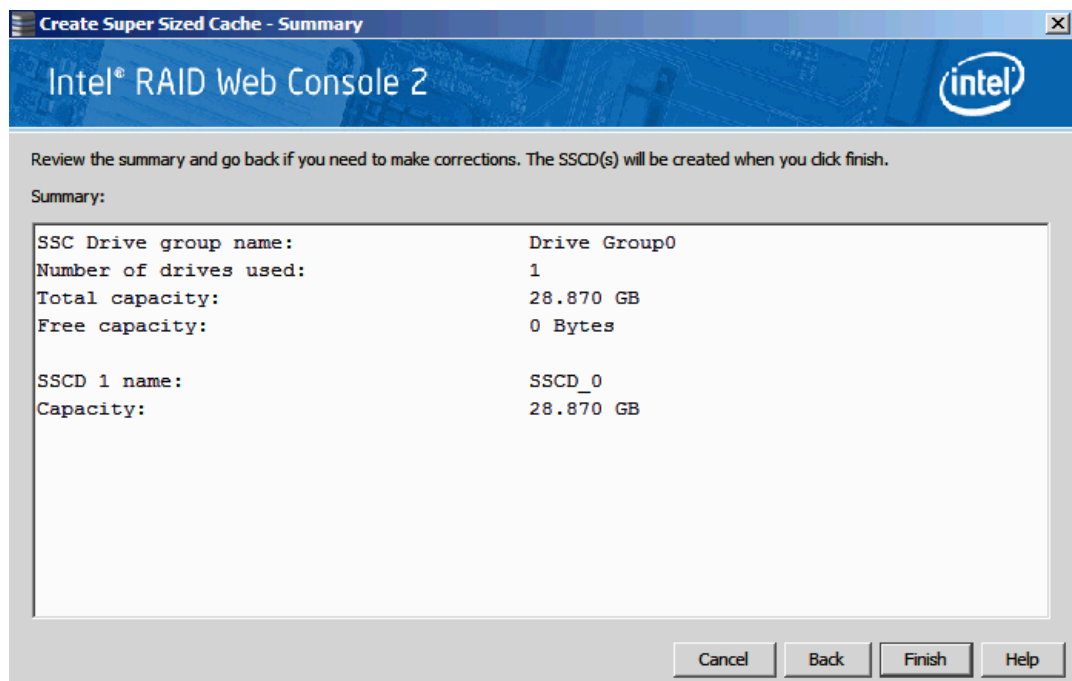 Create Super Sized Cache - Summary
Intel® RAID Web Console 2
intel
Review the summary and go back if you need to make corrections. The SSCD(s) will be created when you click finish.
Summary:
SSC Drive group name: Drive Group0
Number of drives used: 1
Total capacity: 28.870 GB
Free capacity: 0 Bytes
SSCD 1 name: SSCD_0
Capacity: 28.870 GB
Cancel Back Finish Help